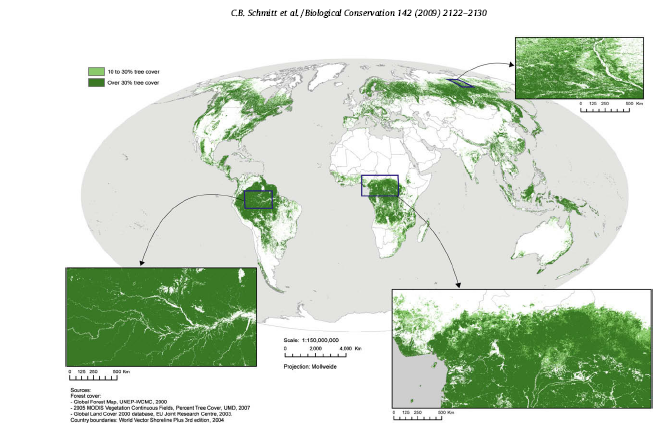 C.B. Schmitt et al. / Biological Conservation 142 (2009) 2122–2130
10 to 30% tree cover
Over 30% tree cover
0 125 250 500 Km
Scale: 1:150,000,000
0 2,000 4,000 Km
Projection: Mollweide
0 125 250 500 Km
0 125 250 500 Km
Sources:
Forest cover:
- Global Forest Map, UNEP-WCMC, 2000
- 2005 MODIS Vegetation Continuous Fields, Percent Tree Cover, UMD, 2007
- Global Land Cover 2000 database, EU Joint Research Centre, 2003.
Country boundaries: World Vector Shoreline Plus 3rd edition, 2004